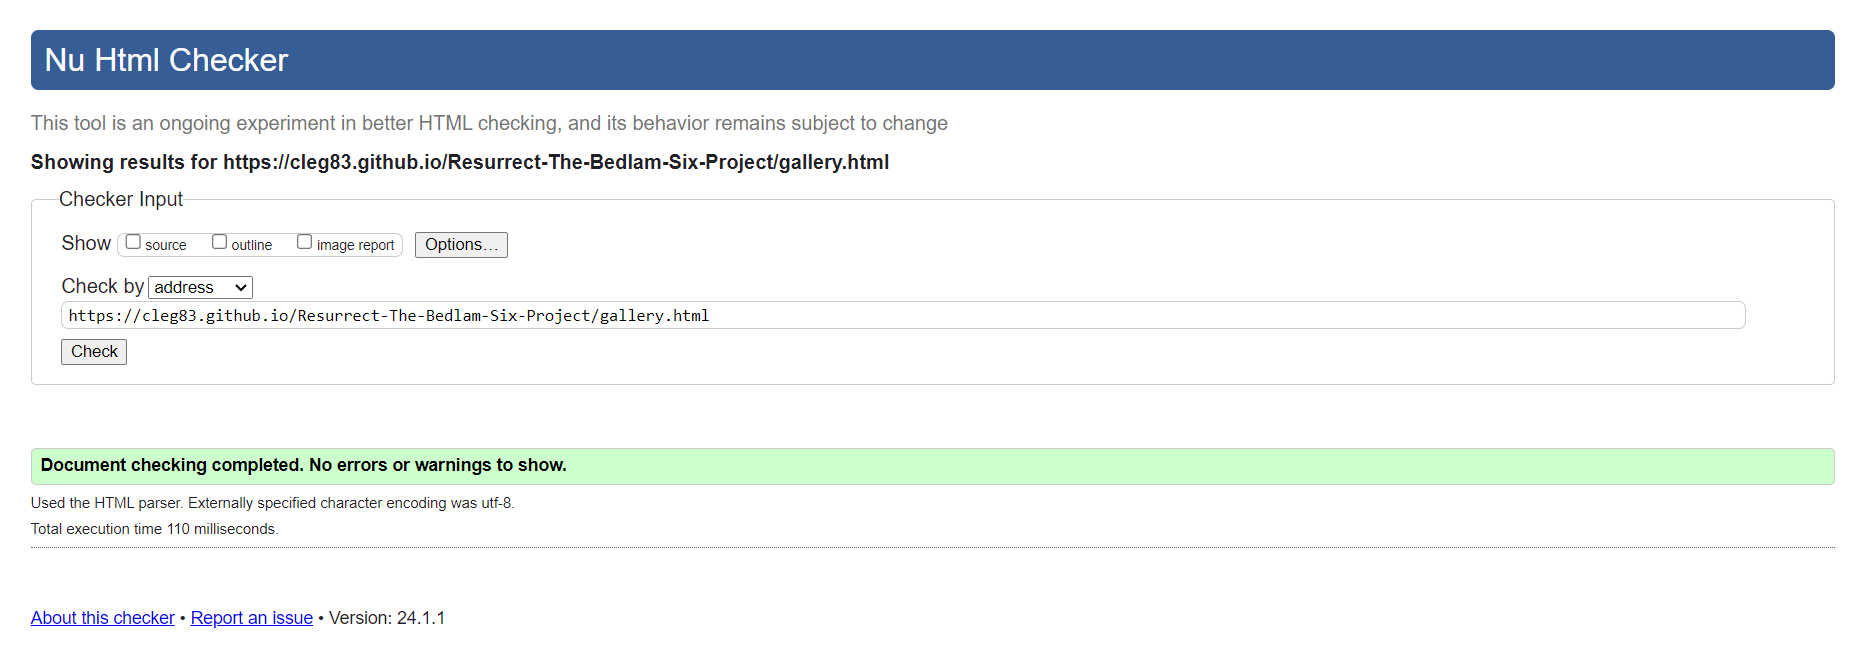 Nu Html Checker
This tool is an ongoing experiment in better HTML checking, and its behavior remains subject to change
Showing results for https://cleg83.github.io/Resurrect-The-Bedlam-Six-Project/gallery.html
Checker Input
Show source outline image report Options...
Check by address
https://cleg83.github.io/Resurrect-The-Bedlam-Six-Project/gallery.html
Check
Document checking completed. No errors or warnings to show.
Used the HTML parser. Externally specified character encoding was utf-8.
Total execution time 110 milliseconds.
About this checker • Report an issue • Version: 24.1.1